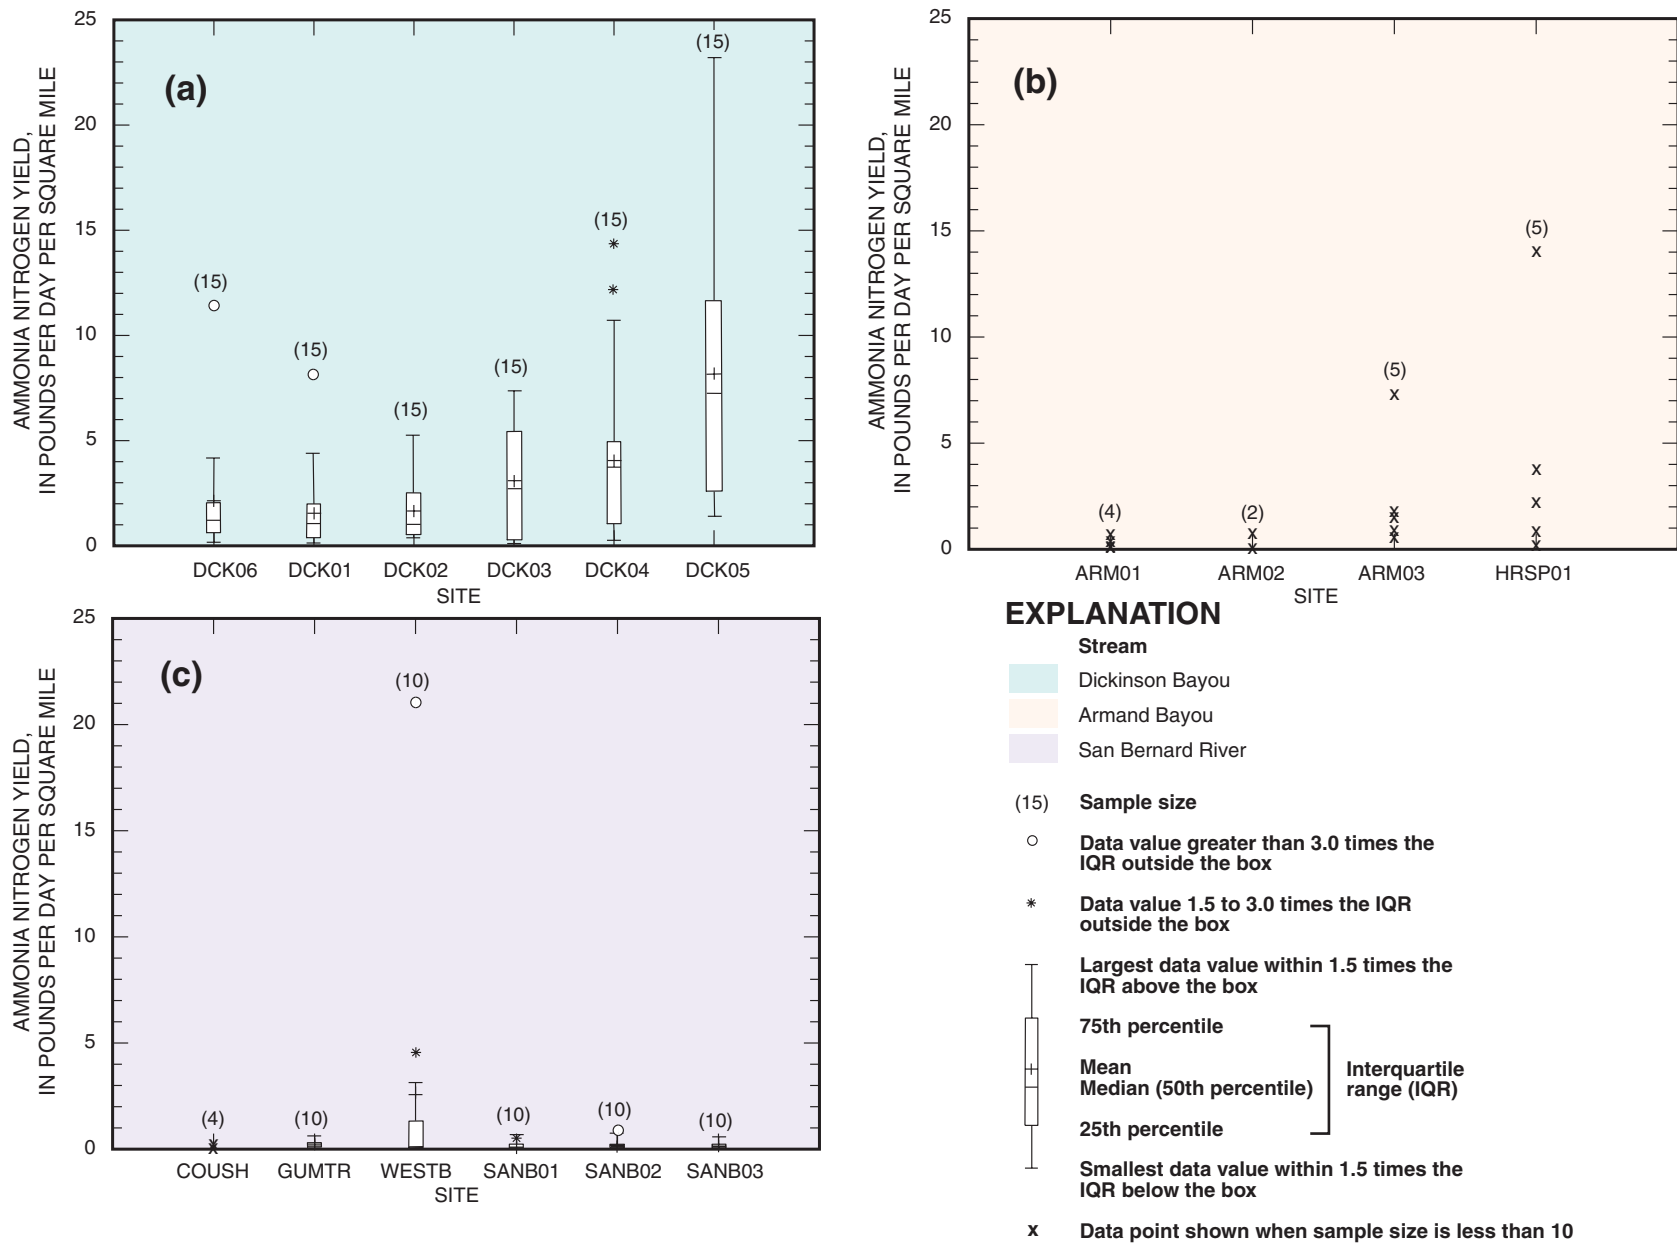 AMMONIA NITROGEN YIELD,
IN POUNDS PER DAY PER SQUARE MILE
25
20
15
10
5
0
(a)
(15)
(15)
(15)
(15)
(15)
(15)
DCK06 DCK01 DCK02 DCK03 DCK04 DCK05
SITE
AMMONIA NITROGEN YIELD,
IN POUNDS PER DAY PER SQUARE MILE
25
20
15
10
5
0
(b)
(4)
(2)
(5)
(5)
ARM01 ARM02 ARM03 HRSP01
SITE
AMMONIA NITROGEN YIELD,
IN POUNDS PER DAY PER SQUARE MILE
25
20
15
10
5
0
(c)
(4)
(10)
(10)
(10)
(10)
(10)
COUSH GUMTR WESTB SANB01 SANB02 SANB03
SITE
EXPLANATION
Stream
Dickinson Bayou
Armand Bayou
San Bernard River
(15) Sample size
Data value greater than 3.0 times the
IQR outside the box
Data value 1.5 to 3.0 times the IQR
outside the box
Largest data value within 1.5 times the
IQR above the box
75th percentile
Mean
Median (50th percentile)
Interquartile
range (IQR)
25th percentile
Smallest data value within 1.5 times the
IQR below the box
x Data point shown when sample size is less than 10